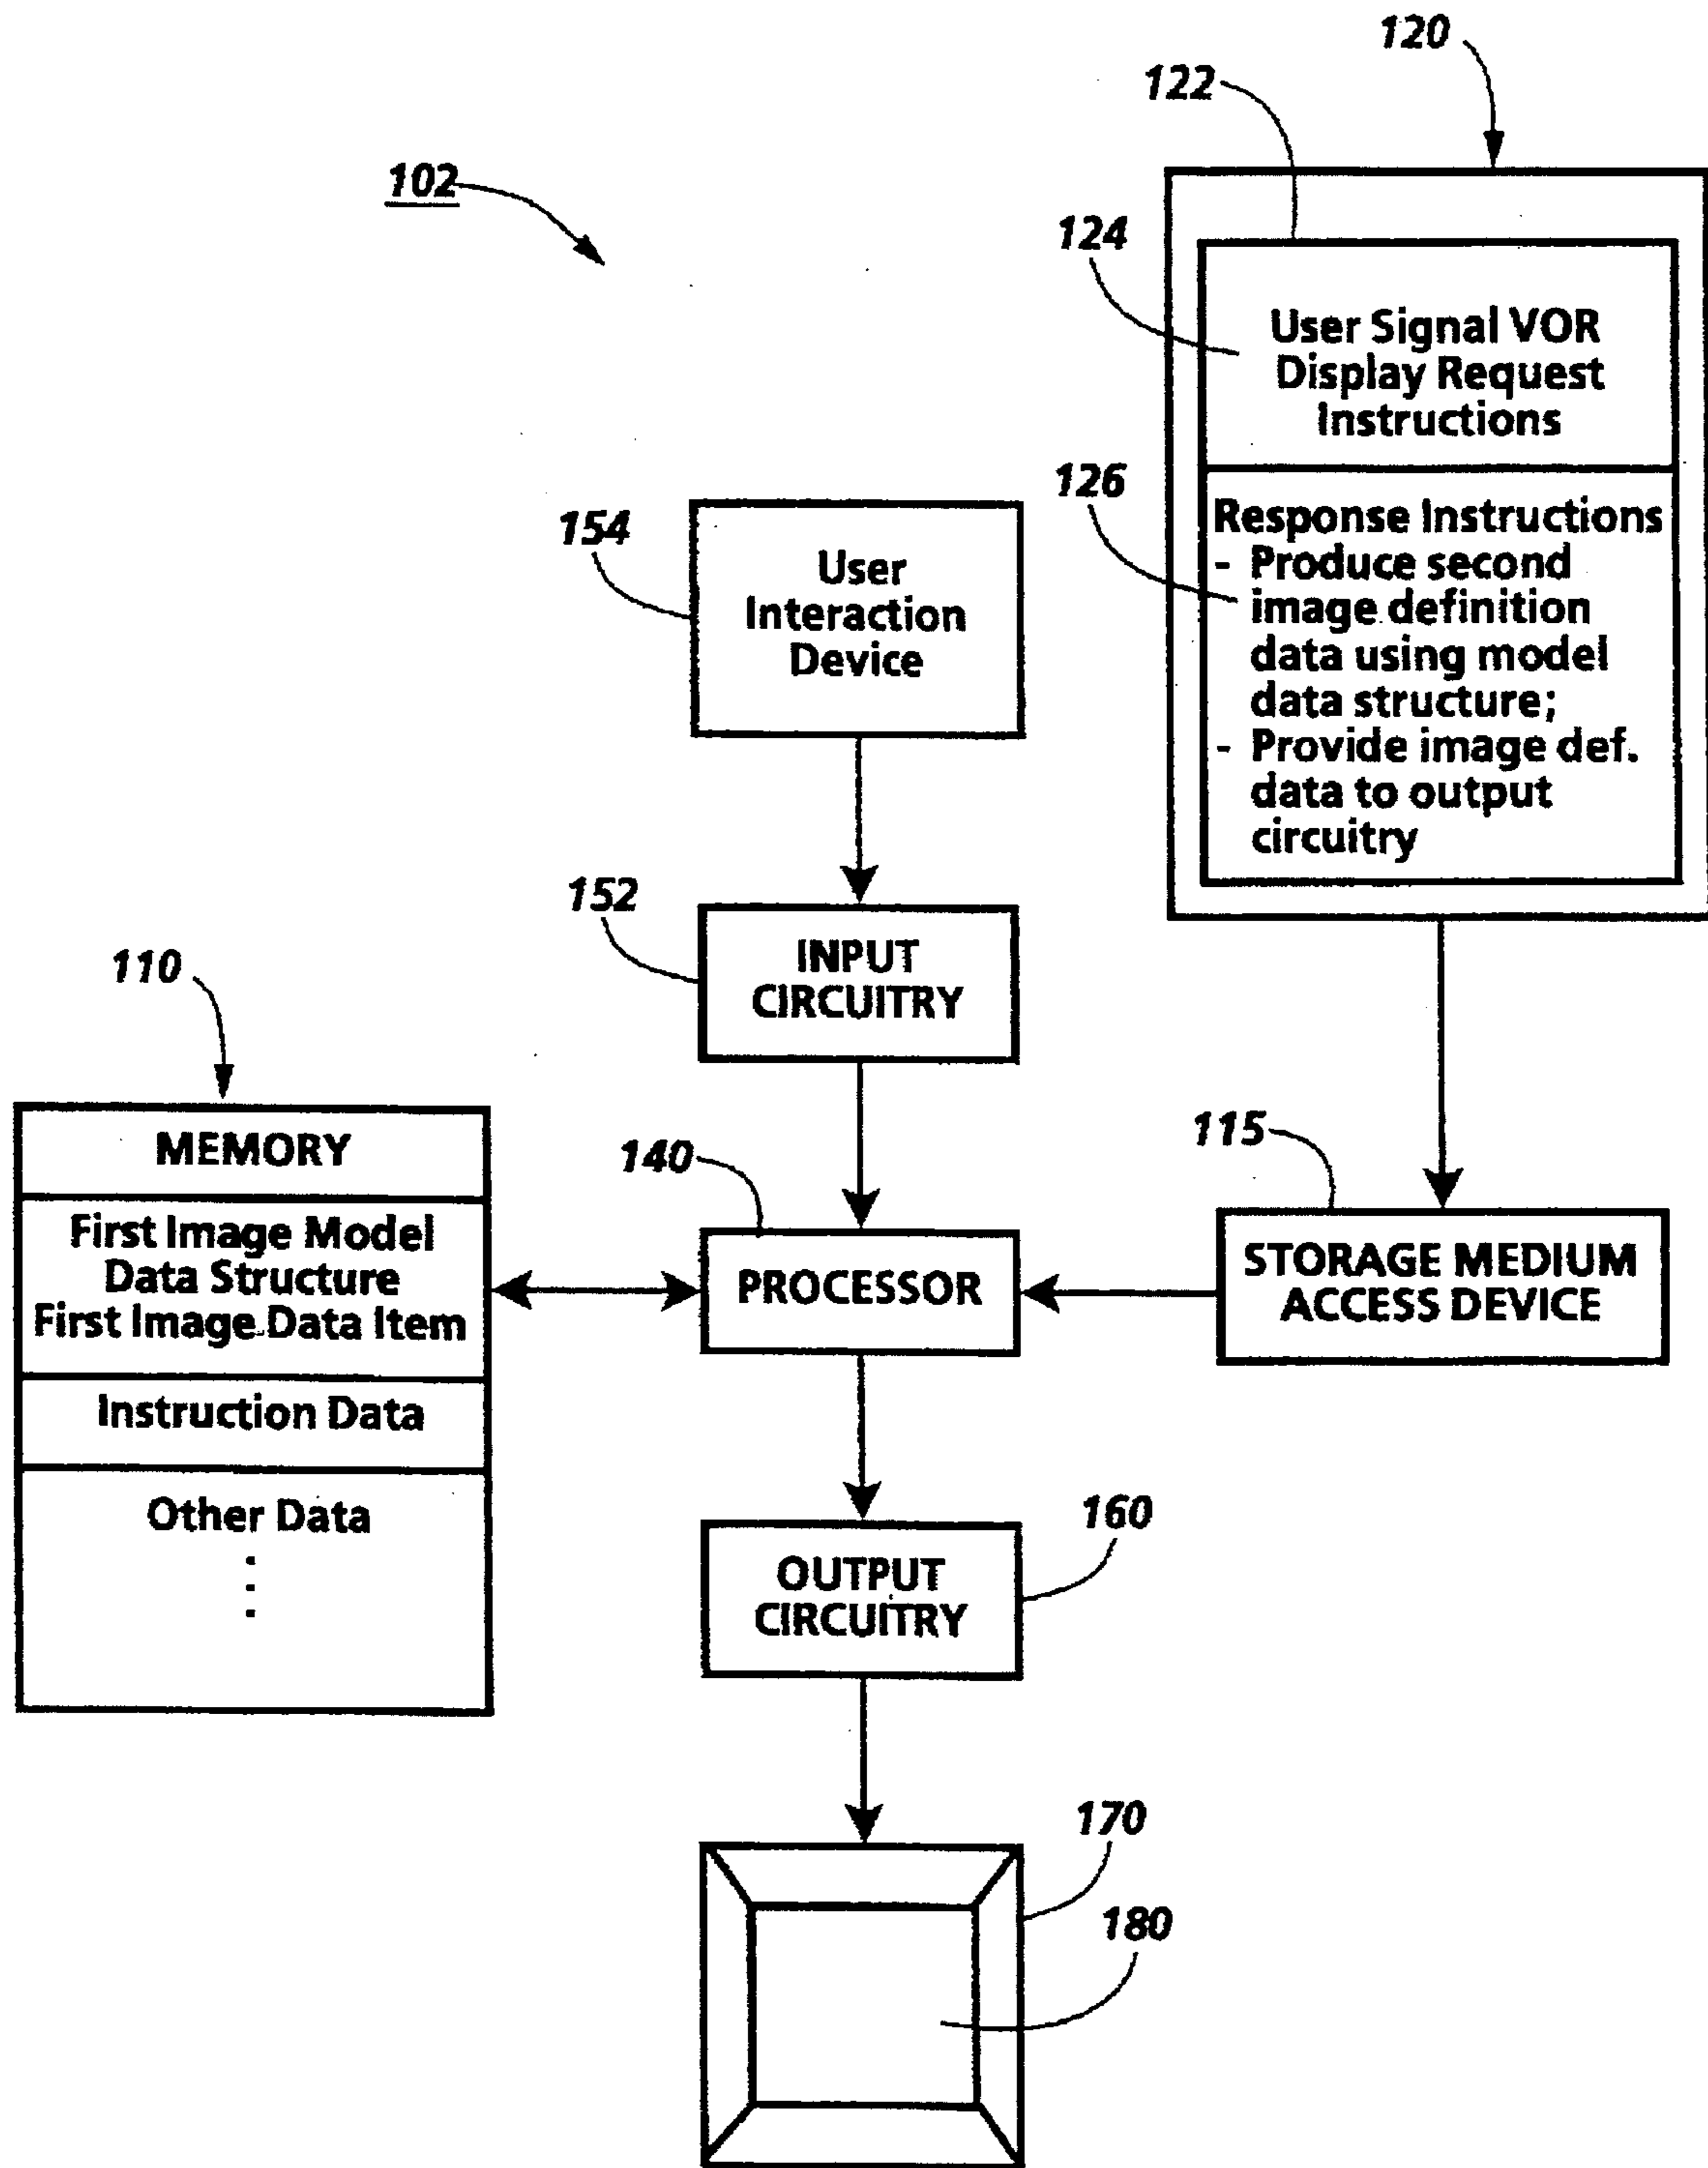 120
122
102
124
User Signal VOR
Display Request
Instructions
126
Response Instructions
- Produce second
image definition
data using model
data structure;
- Provide image def.
data to output
circuitry
154
User
Interaction
Device
152
INPUT
CIRCUITRY
110
MEMORY
First Image Model
Data Structure
First Image Data Item
Instruction Data
Other Data
140
PROCESSOR
115
STORAGE MEDIUM
ACCESS DEVICE
160
OUTPUT
CIRCUITRY
170
180